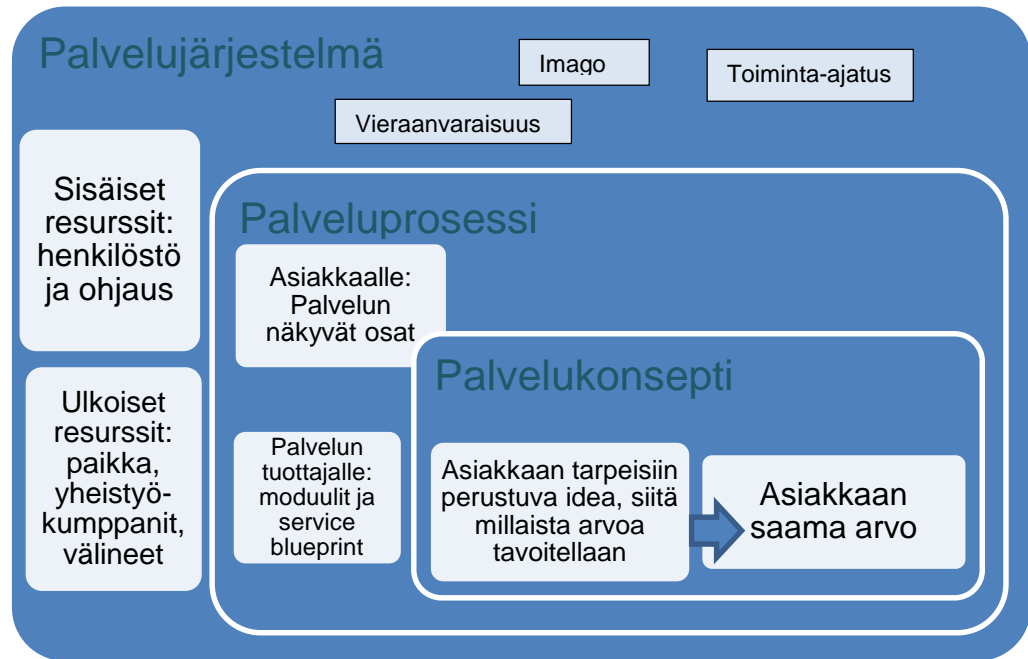 Palvelujärjestelmä
Imago
Toiminta-ajatus
Vieraanvaraisuus
Sisäiset
resurssit:
henkilöstö
ja ohjaus
Ulkoiset
resurssit:
paikka,
yheistyö-
kumppanit,
välineet
Palveluprosessi
Asiakkaalle:
Palvelun
näkyvät osat
Palvelun
tuottajalle:
moduulit ja
service
blueprint
Palvelukonsepti
Asiakkaan tarpeisiin
perustuva idea, siitä
millaista arvoa
tavoitellaan
Asiakkaan
saama arvo